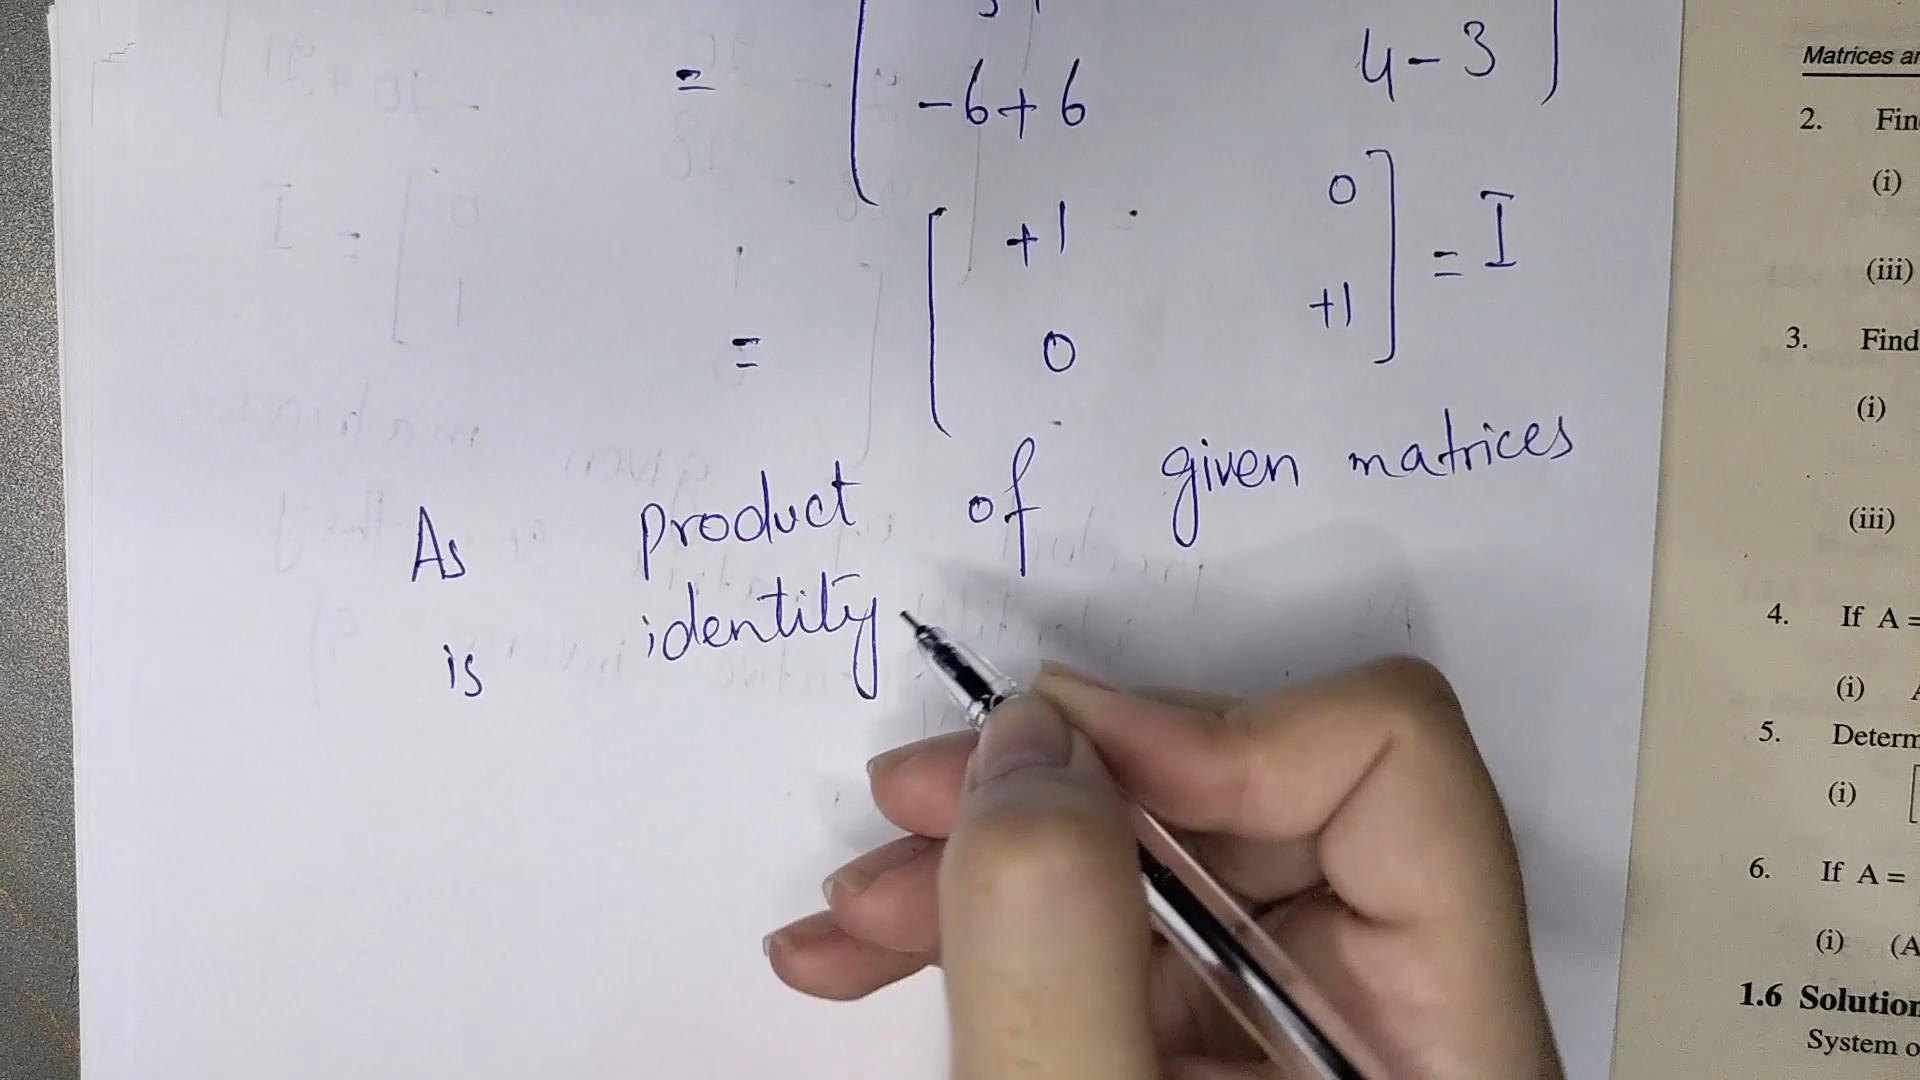 = -6+6 4-3
= [ +1 0
0 +1 ] = I
As product of given matrices
is identity
Matrices
2. Fin
(i)
(iii)
3. Find
(i)
(iii)
4. If A =
(i)
5. Determ
(i)
6. If A =
(i) (A
1.6 Solution
System o